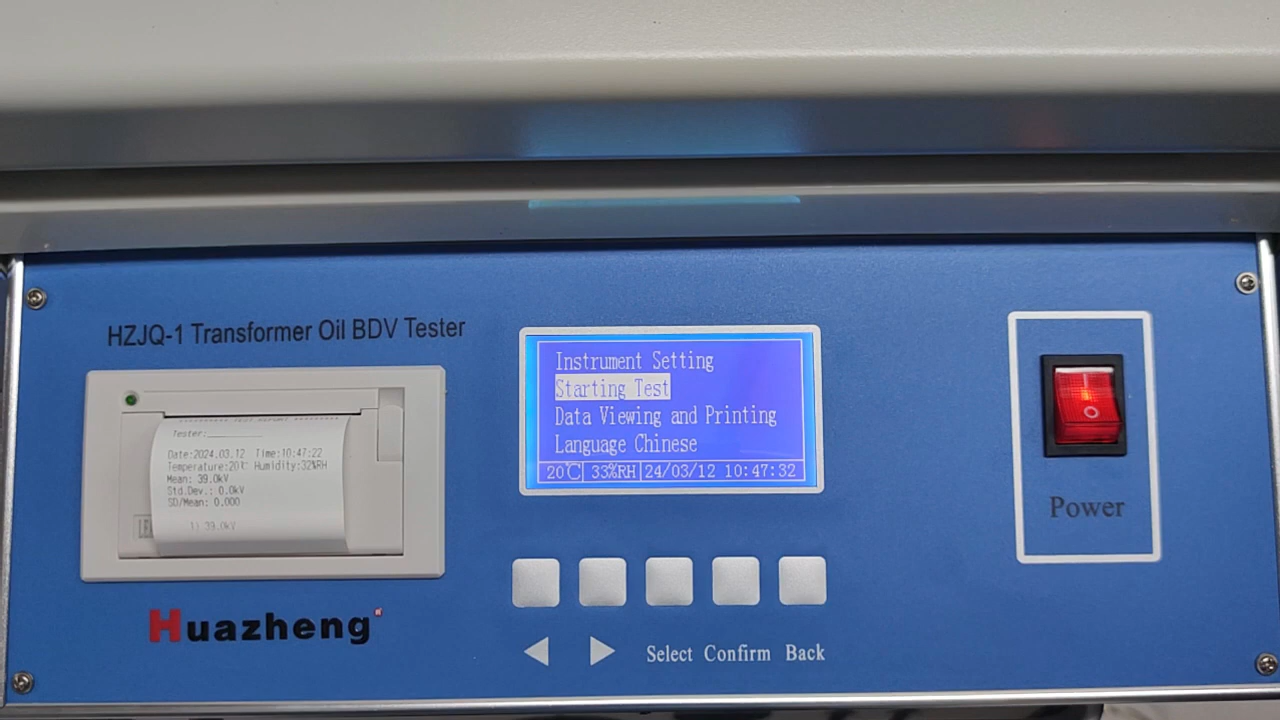 HZJQ-1 Transformer Oil BDV Tester
TEST REPORT
Tester:
Date:2024.03.12 Time:10:47:22
Temperature:20℃ Humidity:32%RH
Mean: 39.0kV
Std.Dev.: 0.0kV
SD/Mean: 0.000
1) 39.0kV
Huazheng
Instrument Setting
Starting Test
Data Viewing and Printing
Language Chinese
20℃ 33%RH 24/03/12 10:47:32
Select Confirm Back
Power